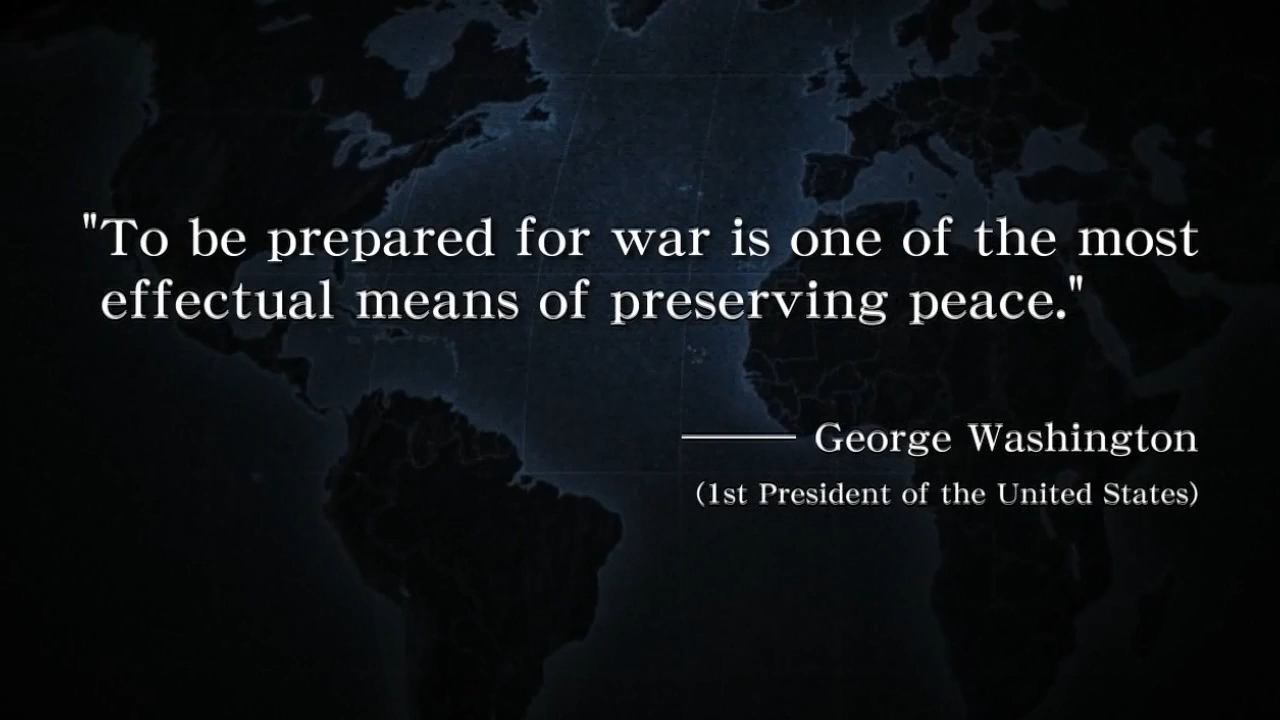 "To be prepared for war is one of the most
effectual means of preserving peace."
—— George Washington
(1st President of the United States)